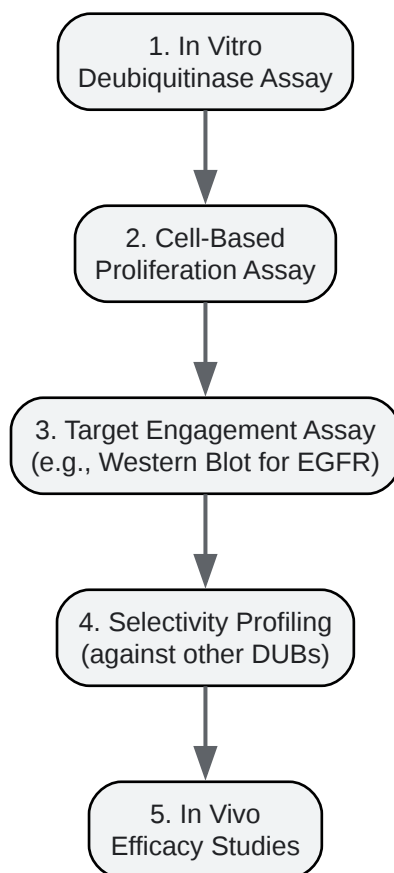 1. In Vitro
Deubiquitinase Assay
2. Cell-Based
Proliferation Assay
3. Target Engagement Assay
(e.g., Western Blot for EGFR)
4. Selectivity Profiling
(against other DUBs)
5. In Vivo
Efficacy Studies